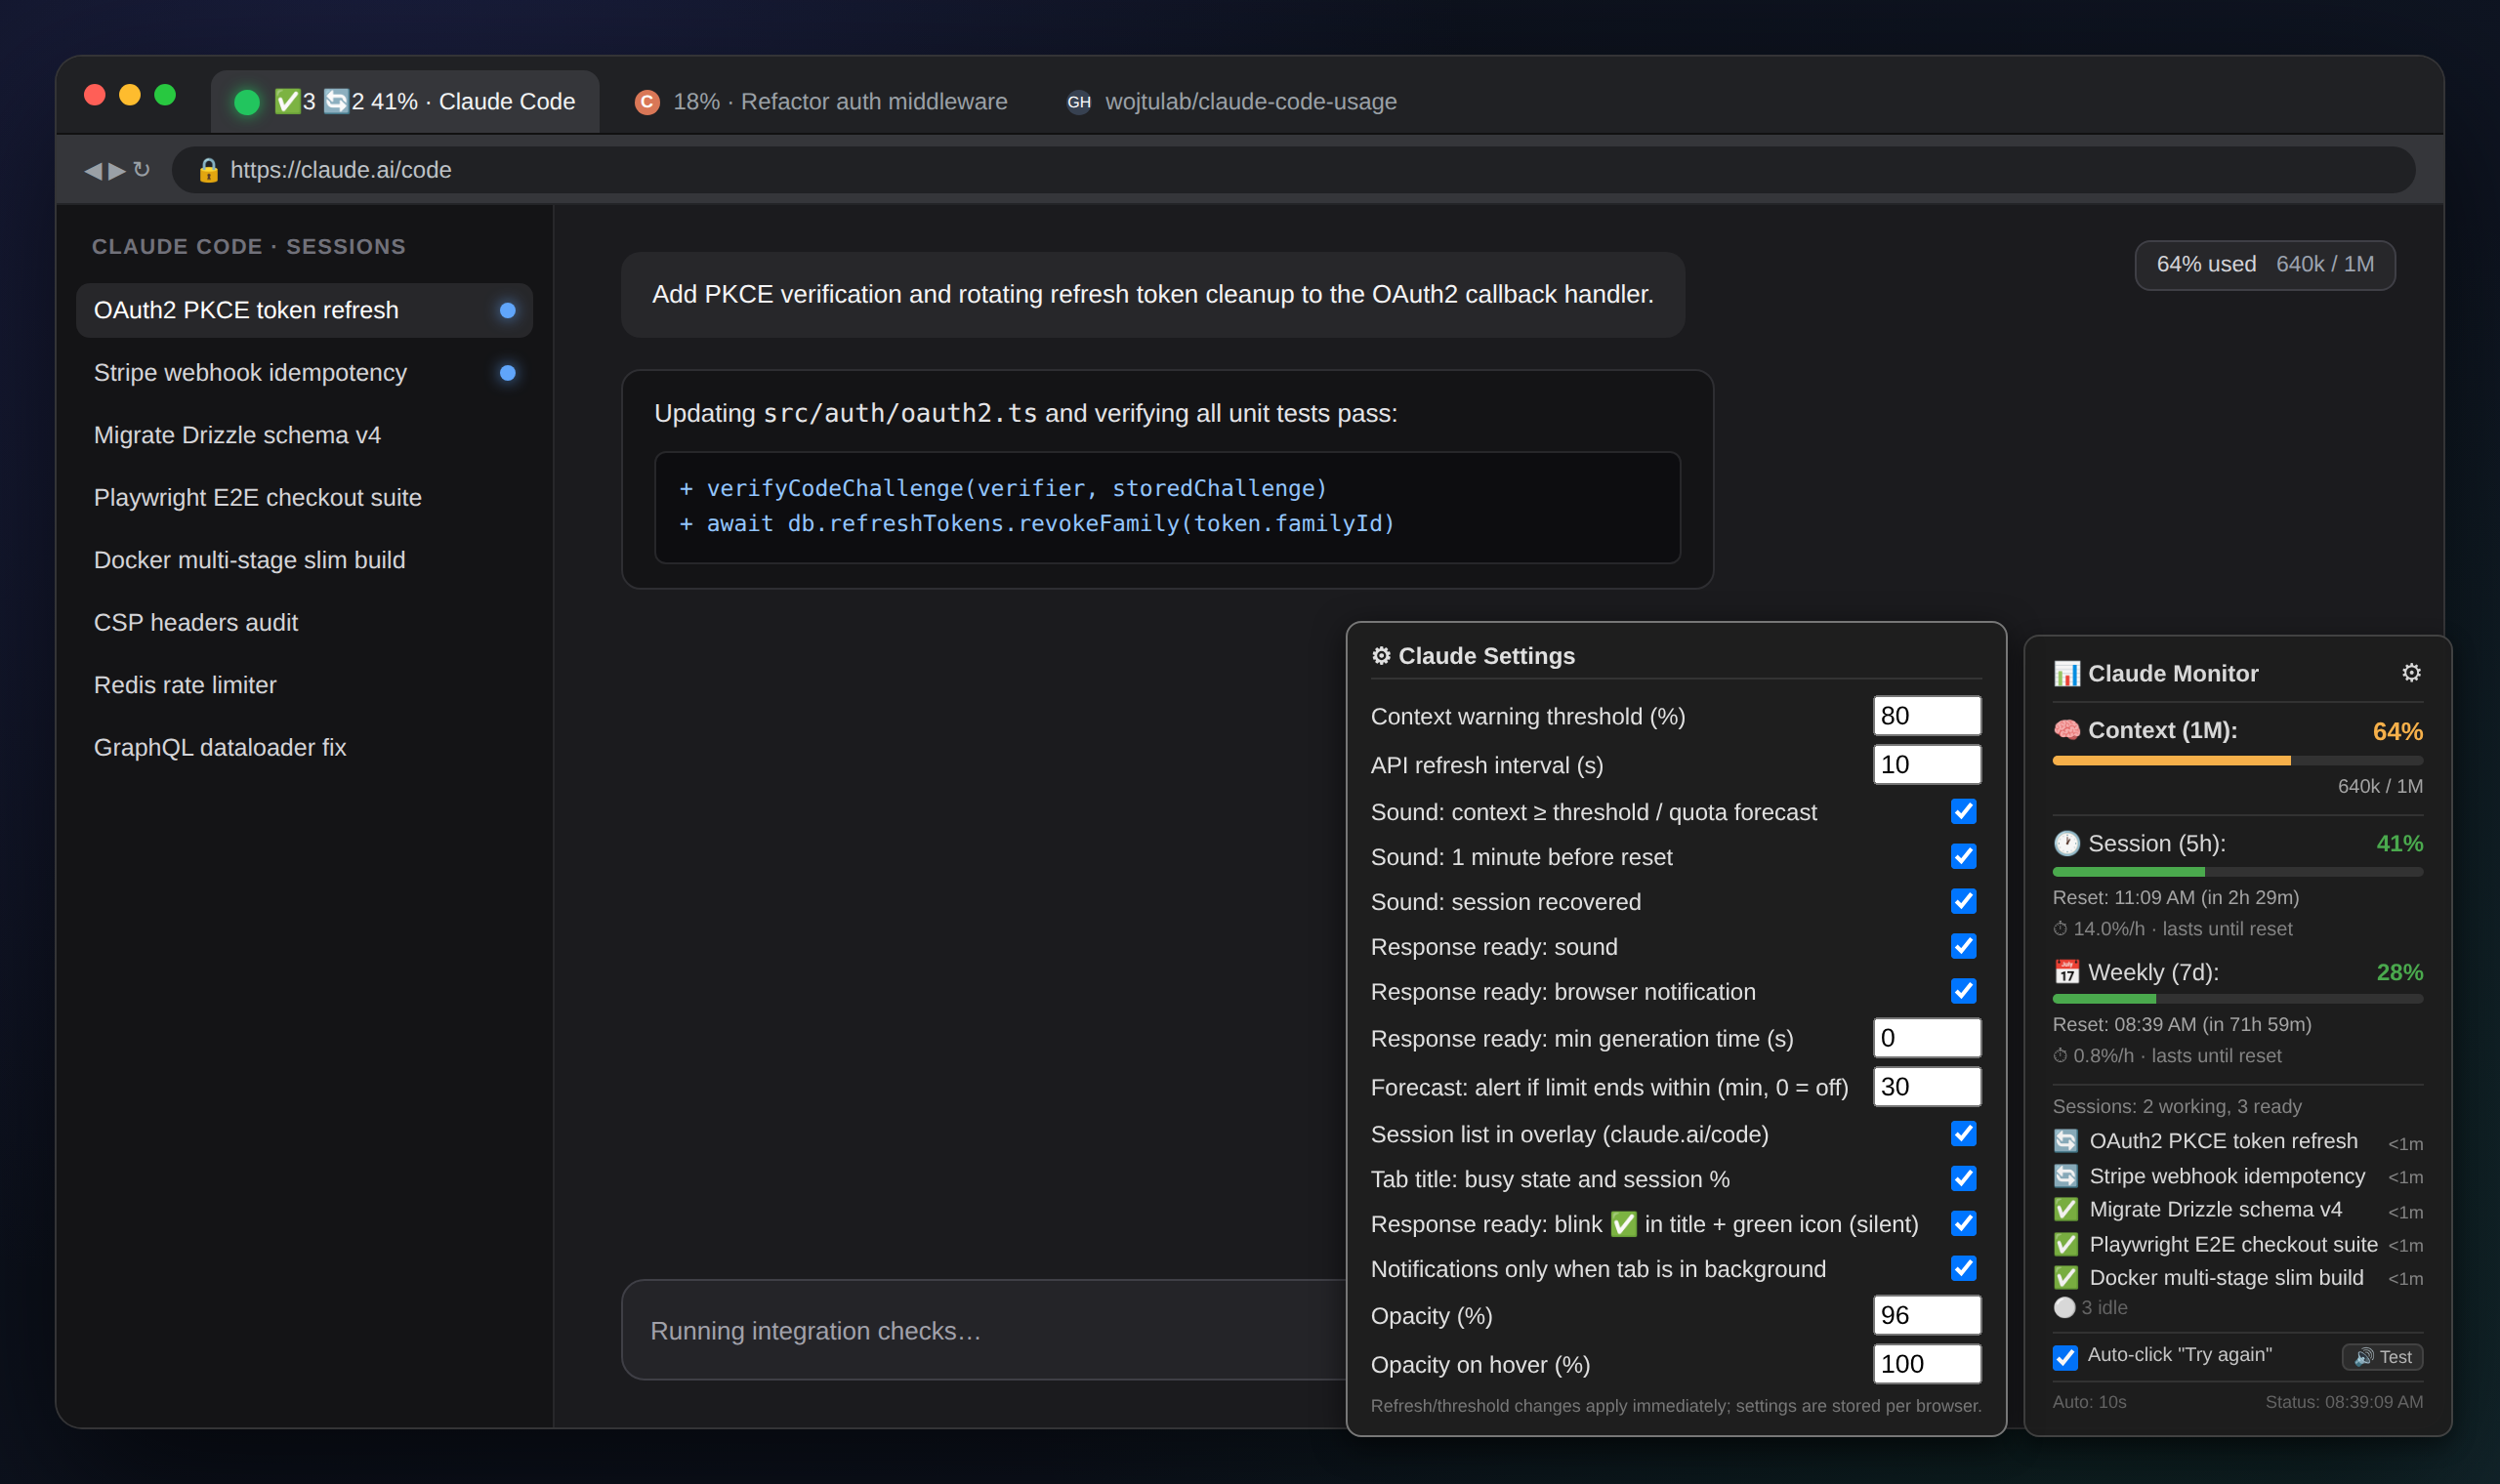 ✅3 🔄2 41% · Claude Code
C 18% · Refactor auth middleware
GH wojtulab/claude-code-usage
◀ ▶ ↻ 🔒 https://claude.ai/code
CLAUDE CODE · SESSIONS
OAuth2 PKCE token refresh
Stripe webhook idempotency
Migrate Drizzle schema v4
Playwright E2E checkout suite
Docker multi-stage slim build
CSP headers audit
Redis rate limiter
GraphQL dataloader fix
Add PKCE verification and rotating refresh token cleanup to the OAuth2 callback handler.
64% used 640k / 1M
Updating src/auth/oauth2.ts and verifying all unit tests pass:
+ verifyCodeChallenge(verifier, storedChallenge)
+ await db.refreshTokens.revokeFamily(token.familyId)
Running integration checks…
⚙ Claude Settings
Context warning threshold (%) 80
API refresh interval (s) 10
Sound: context ≥ threshold / quota forecast
Sound: 1 minute before reset
Sound: session recovered
Response ready: sound
Response ready: browser notification
Response ready: min generation time (s) 0
Forecast: alert if limit ends within (min, 0 = off) 30
Session list in overlay (claude.ai/code)
Tab title: busy state and session %
Response ready: blink ✅ in title + green icon (silent)
Notifications only when tab is in background
Opacity (%) 96
Opacity on hover (%) 100
Refresh/threshold changes apply immediately; settings are stored per browser.
📊 Claude Monitor ⚙
🧠 Context (1M): 64%
640k / 1M
🕐 Session (5h): 41%
Reset: 11:09 AM (in 2h 29m)
⏱ 14.0%/h · lasts until reset
📅 Weekly (7d): 28%
Reset: 08:39 AM (in 71h 59m)
⏱ 0.8%/h · lasts until reset
Sessions: 2 working, 3 ready
🔄 OAuth2 PKCE token refresh <1m
🔄 Stripe webhook idempotency <1m
✅ Migrate Drizzle schema v4 <1m
✅ Playwright E2E checkout suite <1m
✅ Docker multi-stage slim build <1m
⚪ 3 idle
Auto-click "Try again" 🔊 Test
Auto: 10s Status: 08:39:09 AM